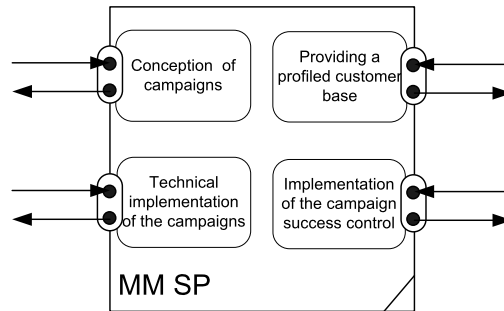 Conception of
campaigns
Providing a
profiled customer
base
Technical
implementation
of the campaigns
Implementation
of the campaign
success control
MM SP